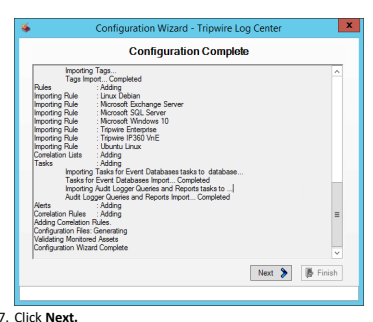 Configuration Wizard - Tripwire Log Center
x
Configuration Complete
Importing Tags...
Tags Import... Completed
Rules : Adding
Importing Rule : Linux Debian
Importing Rule : Microsoft Exchange Server
Importing Rule : Microsoft SQL Server
Importing Rule : Microsoft Windows 10
Importing Rule : Tripwire Enterprise
Importing Rule : Tripwire IP360 VnE
Importing Rule : Ubuntu Linux
Correlation Lists : Adding
Tasks : Adding
Importing Tasks for Event Databases tasks to database...
Tasks for Event Databases Import... Completed
Importing Audit Logger Queries and Reports tasks to ...
Audit Logger Queries and Reports Import... Completed
Alerts : Adding
Correlation Rules : Adding
Adding Correlation Rules.
Configuration Files: Generating
Validating Monitored Assets
Configuration Wizard Complete
Next
Finish
7. Click Next.